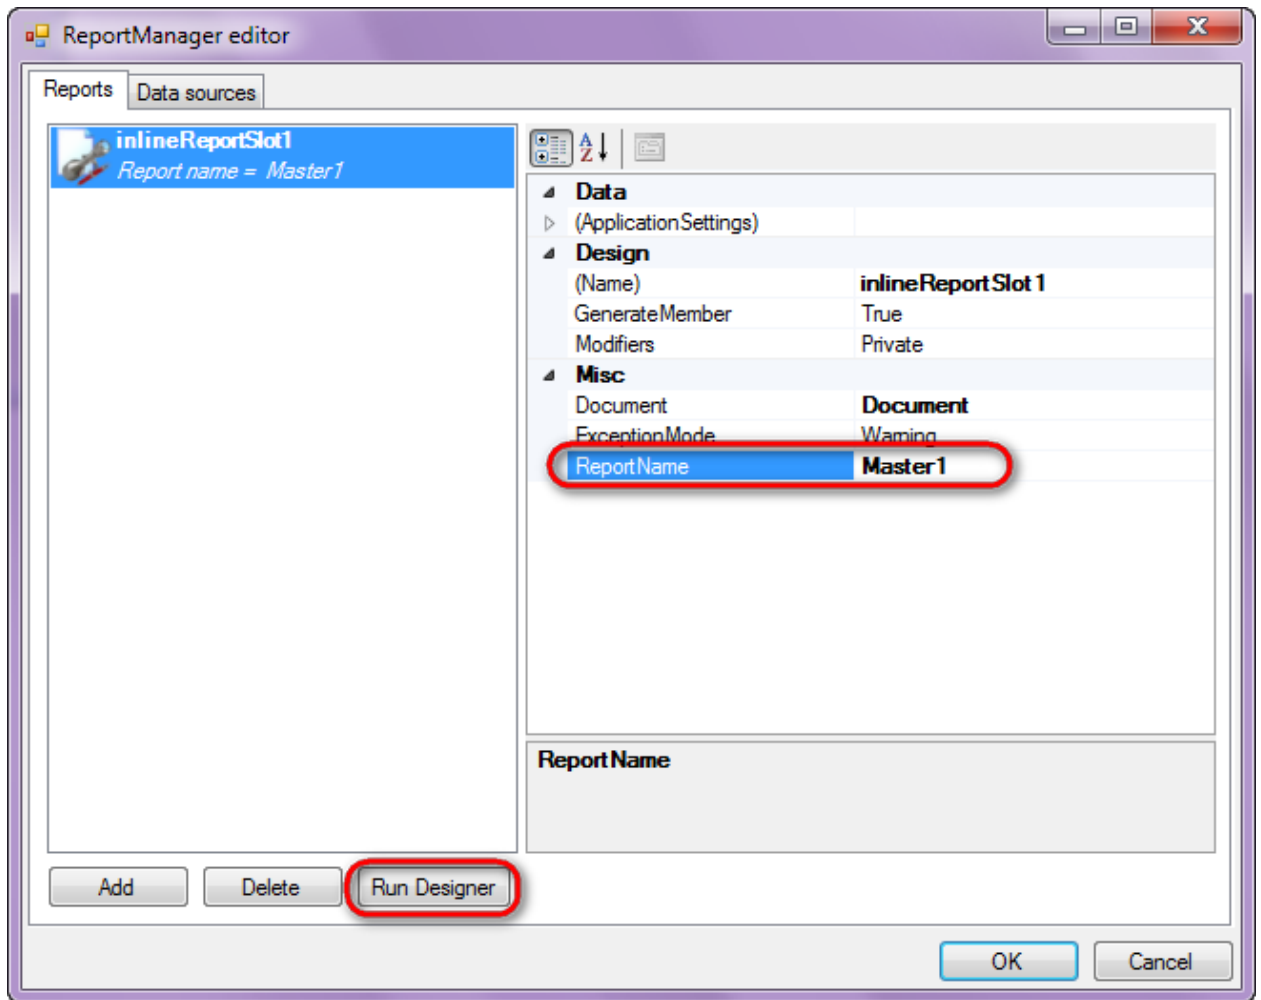 ReportManager editor
Reports
Data sources
inlineReportSlot1
Report name = Master1
Data
(ApplicationSettings)
Design
(Name) inlineReportSlot1
GenerateMember True
Modifiers Private
Misc
Document Document
ExceptionMode Warning
ReportName Master1
ReportName
Add
Delete
Run Designer
OK
Cancel